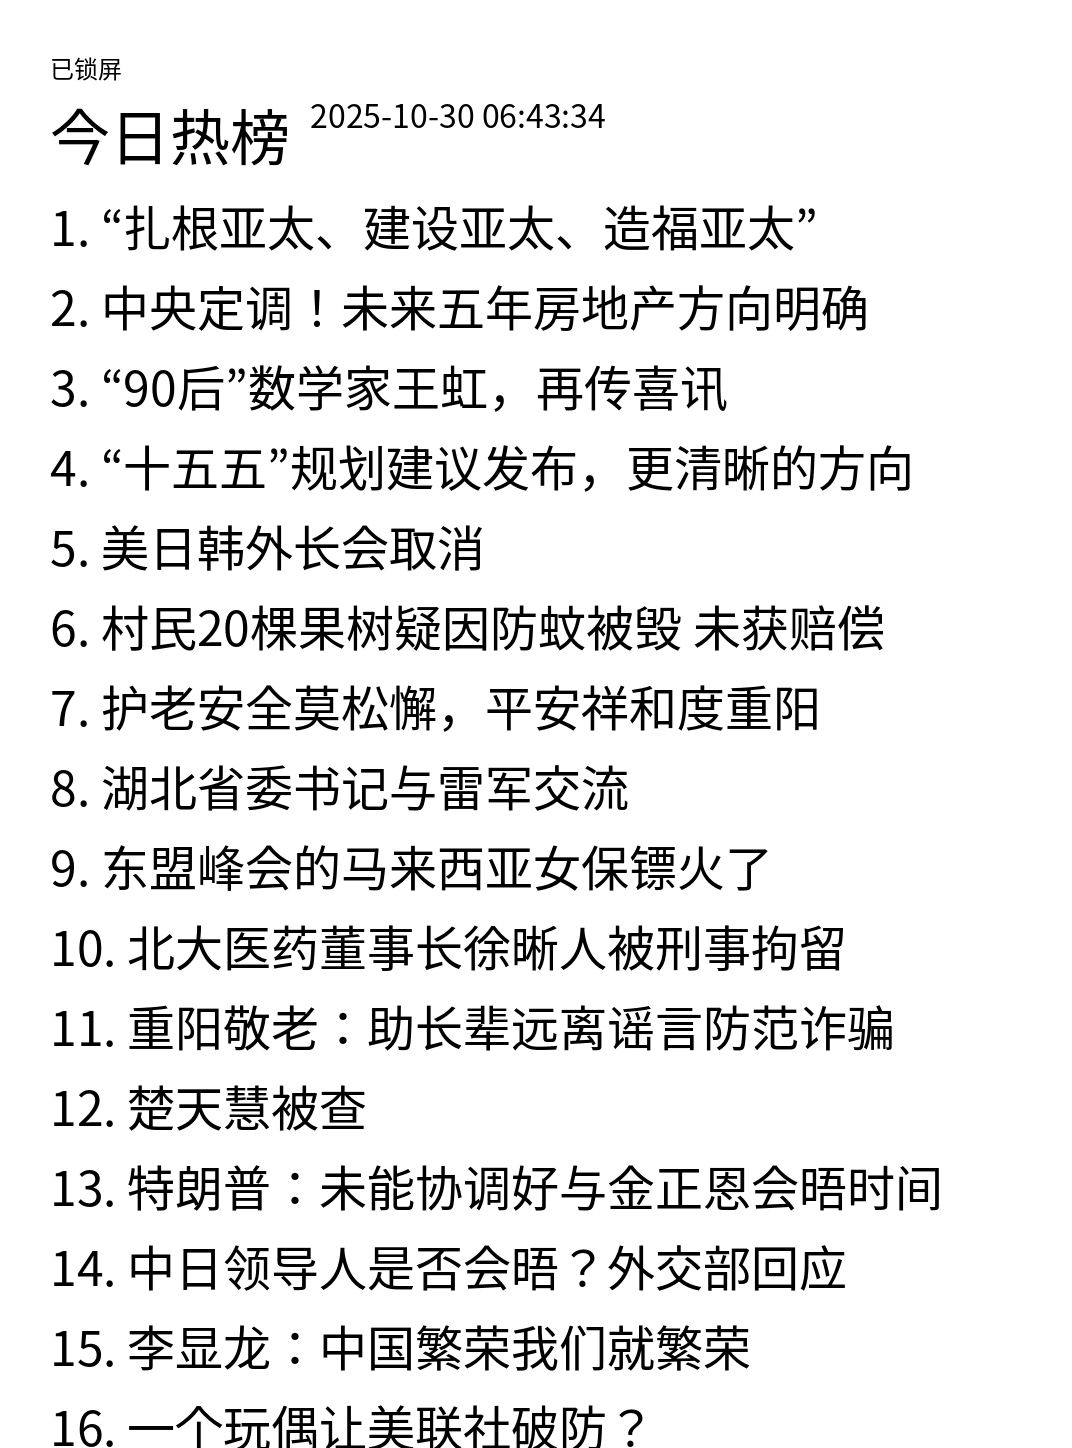 已锁屏
今日热榜 2025-10-30 06:43:34
1. “扎根亚太、建设亚太、造福亚太”
2. 中央定调！未来五年房地产方向明确
3. “90后”数学家王虹，再传喜讯
4. “十五五”规划建议发布，更清晰的方向
5. 美日韩外长会取消
6. 村民20棵果树疑因防蚊被毁 未获赔偿
7. 护老安全莫松懈，平安祥和度重阳
8. 湖北省委书记与雷军交流
9. 东盟峰会的马来西亚女保镖火了
10. 北大医药董事长徐晰人被刑事拘留
11. 重阳敬老：助长辈远离谣言防范诈骗
12. 楚天慧被查
13. 特朗普：未能协调好与金正恩会晤时间
14. 中日领导人是否会晤？外交部回应
15. 李显龙：中国繁荣我们就繁荣
16. 一个玩偶让美联社破防？